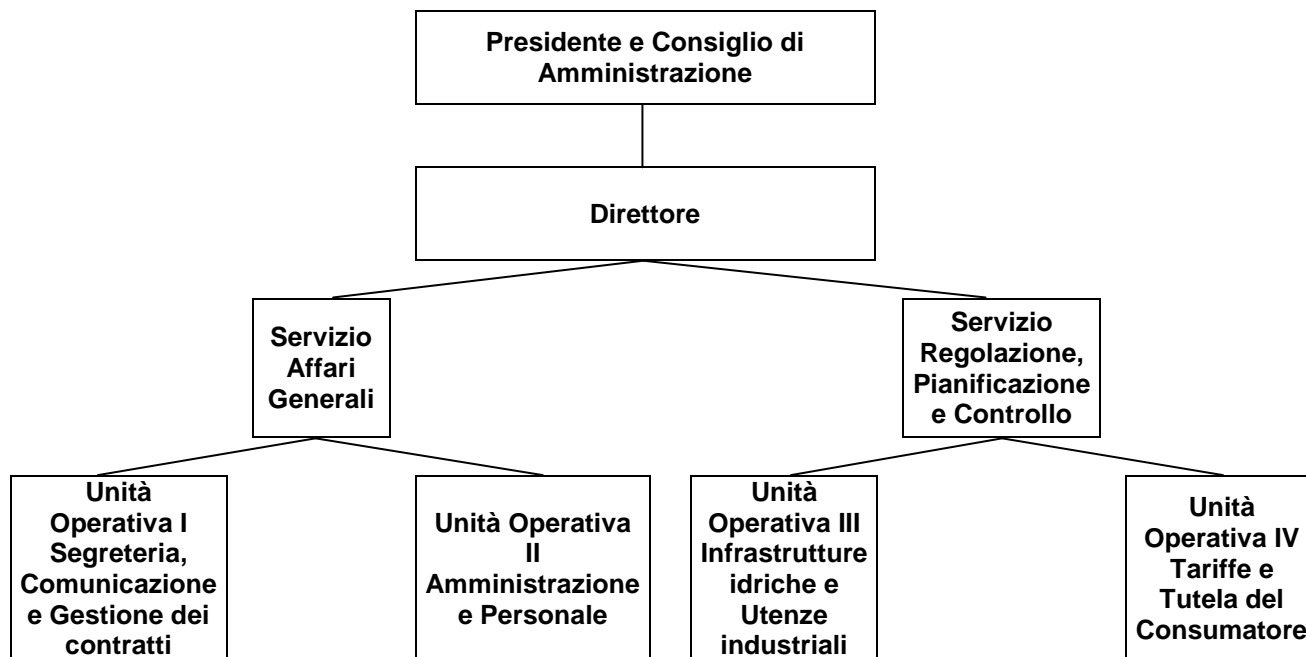 Presidente e Consiglio di
Amministrazione
Direttore
Servizio
Affari
Generali
Servizio
Regolazione,
Pianificazione
e Controllo
Unità
Operativa I
Segreteria,
Comunicazione
e Gestione dei
contratti
Unità Operativa
II
Amministrazione
e Personale
Unità
Operativa III
Infrastrutture
idriche e
Utenze
industriali
Unità
Operativa IV
Tariffe e
Tutela del
Consumatore